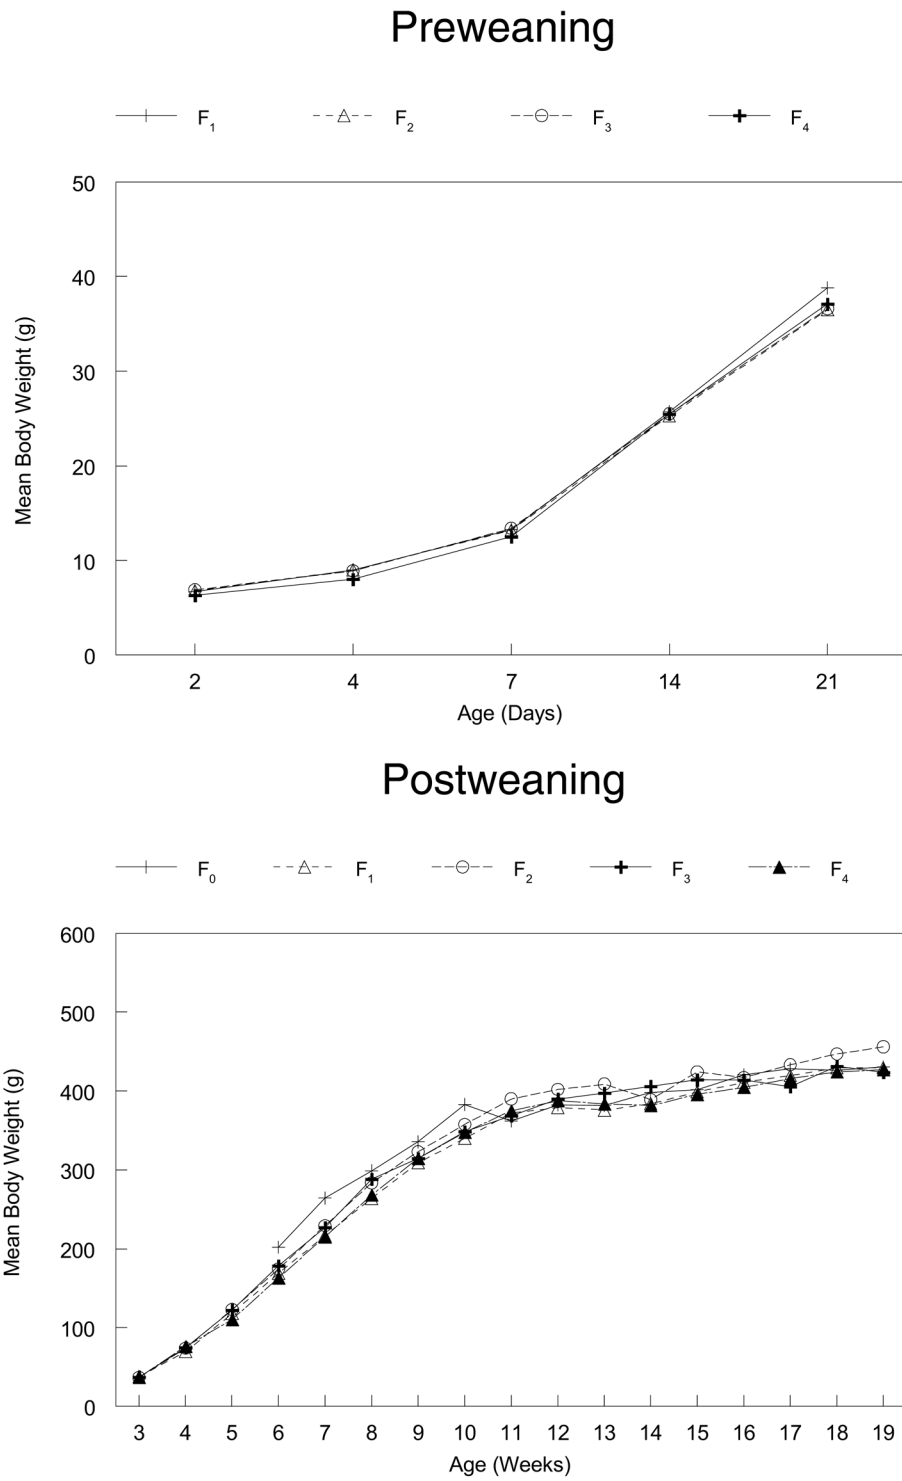 Preweaning
F1 F2 F3 F4
50
40
30
20
10
0
Mean Body Weight (g)
2 4 7 14 21
Age (Days)
Postweaning
F0 F1 F2 F3 F4
600
500
400
300
200
100
0
Mean Body Weight (g)
3 4 5 6 7 8 9 10 11 12 13 14 15 16 17 18 19
Age (Weeks)